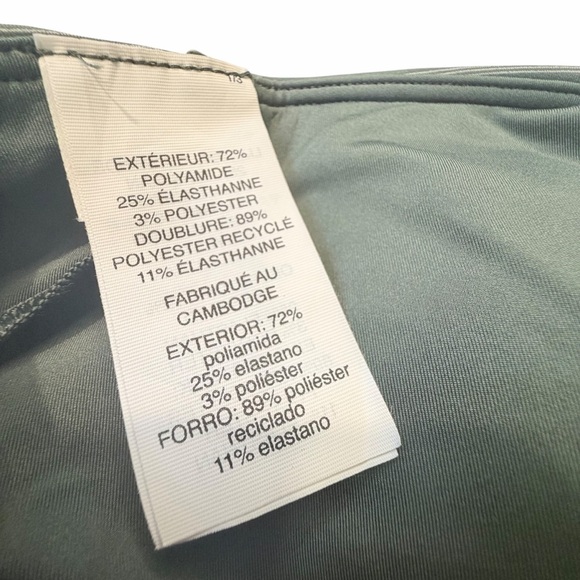 113
EXTÉRIEUR: 72%
POLYAMIDE
25% ÉLASTHANNE
3% POLYESTER
DOUBLURE: 89%
POLYESTER RECYCLÉ
11% ÉLASTHANNE
FABRIQUÉ AU
CAMBODGE
EXTERIOR: 72%
poliamida
25% elastano
3% poliéster
FORRO: 89% poliéster
reciclado
11% elastano